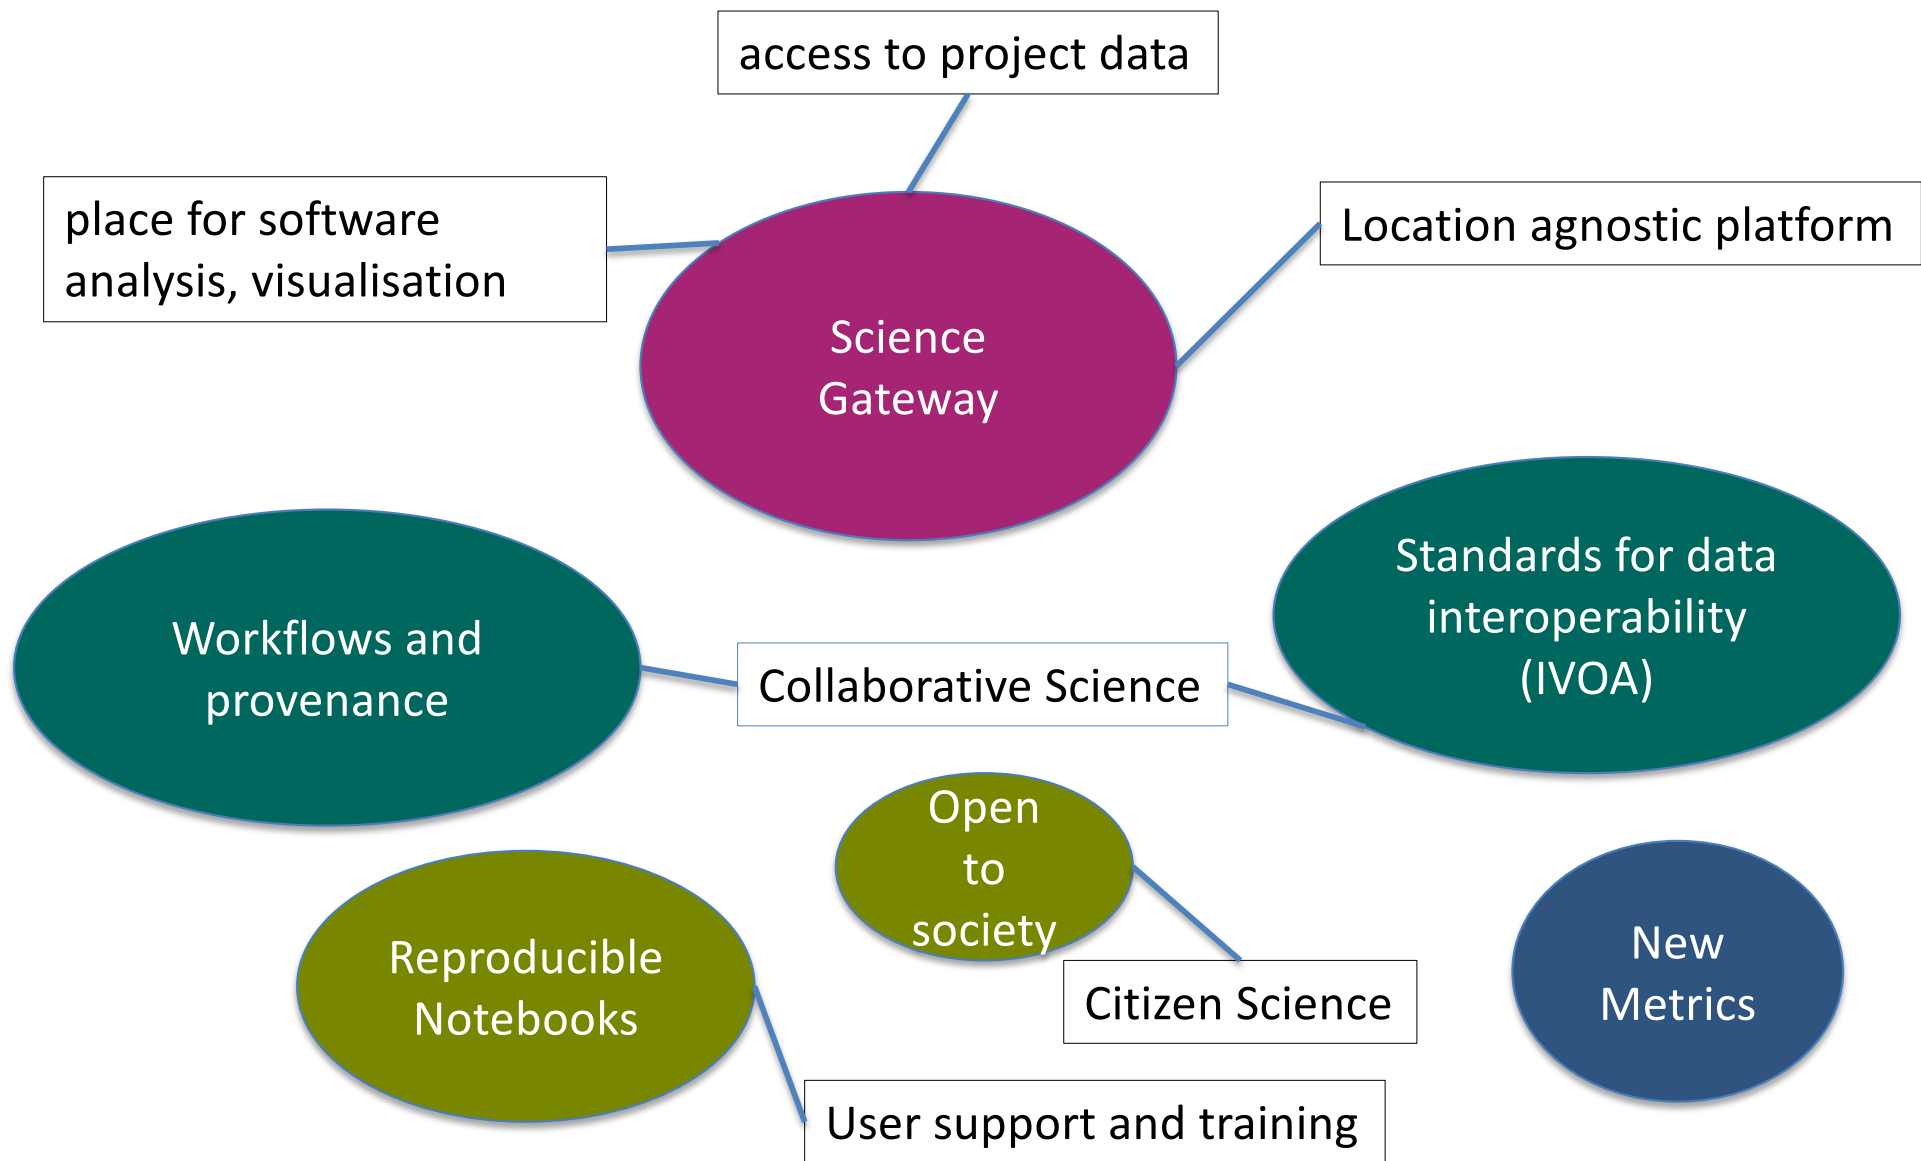 access to project data
place for software
analysis, visualisation
Location agnostic platform
Science
Gateway
Standards for data
interoperability
(IVOA)
Workflows and
provenance
Collaborative Science
Open
to
society
Reproducible
Notebooks
New
Metrics
Citizen Science
User support and training